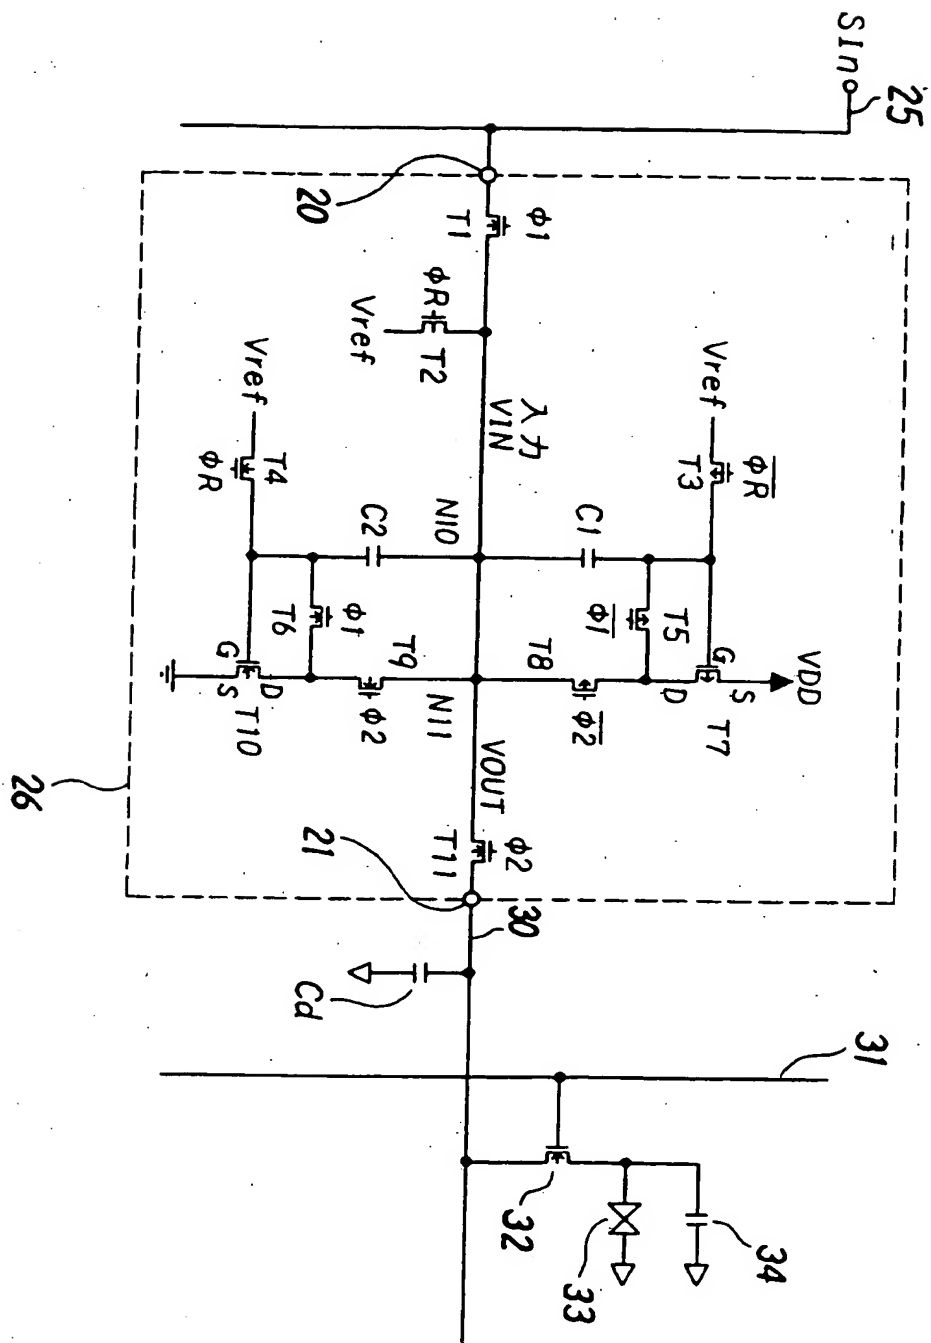 SIn
25
20
φ1
T1
φR
T2
Vref
Vref
T3
φR̅
Vref
T4
φR
入力
VIN
N10
C1
C2
T5
φ1̅
T6
φ1
VDD
G
S
D
T7
T8
φ2̅
T9
φ2
N11
G
D
S
T10
VOUT
φ2
T11
21
26
30
Cd
31
32
33
34